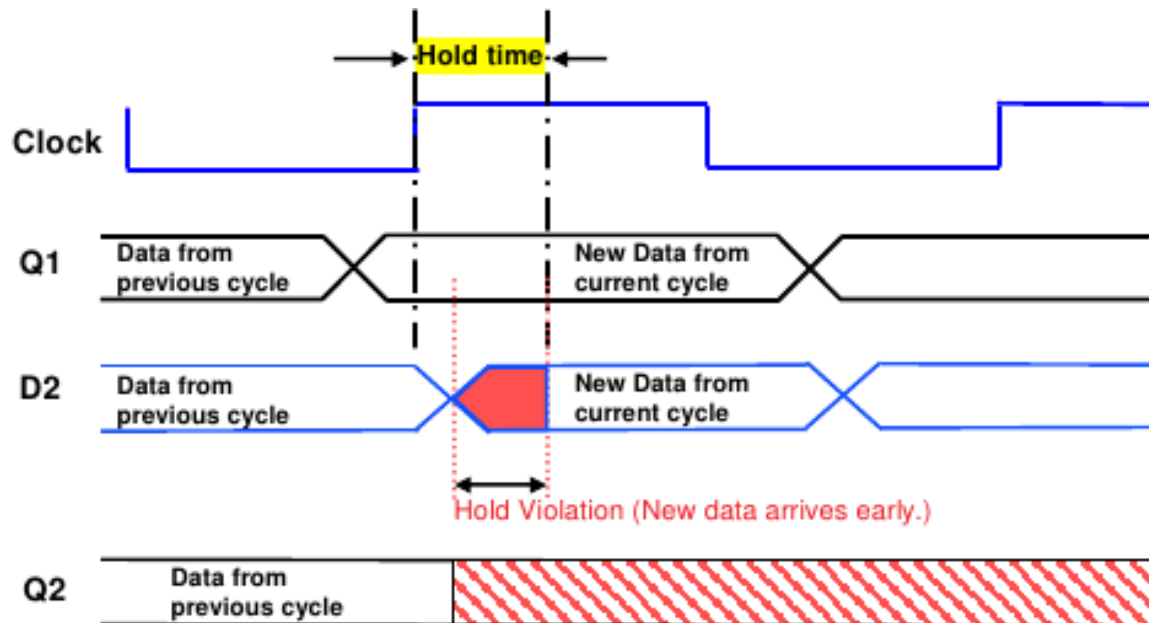 Hold time
Clock
Q1
Data from
previous cycle
New Data from
current cycle
D2
Data from
previous cycle
New Data from
current cycle
Hold Violation (New data arrives early.)
Q2
Data from
previous cycle